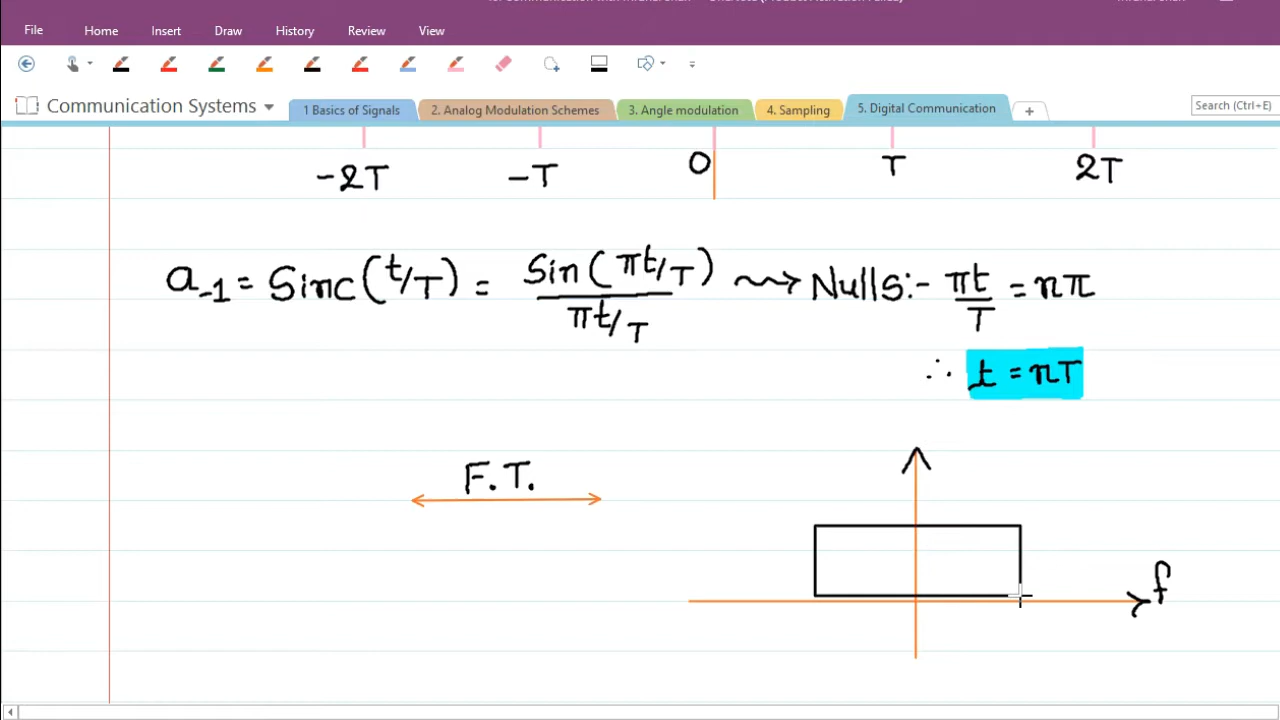 File Home Insert Draw History Review View
Communication Systems 1 Basics of Signals 2. Analog Modulation Schemes 3. Angle modulation 4. Sampling 5. Digital Communication + Search (Ctrl+E)
-2T -T 0 T 2T
a₋₁ = Sinc(t/T) = Sin(πt/T) / πt/T ⇝ Nulls:- πt/T = nπ
∴ t = nT
F.T.
f